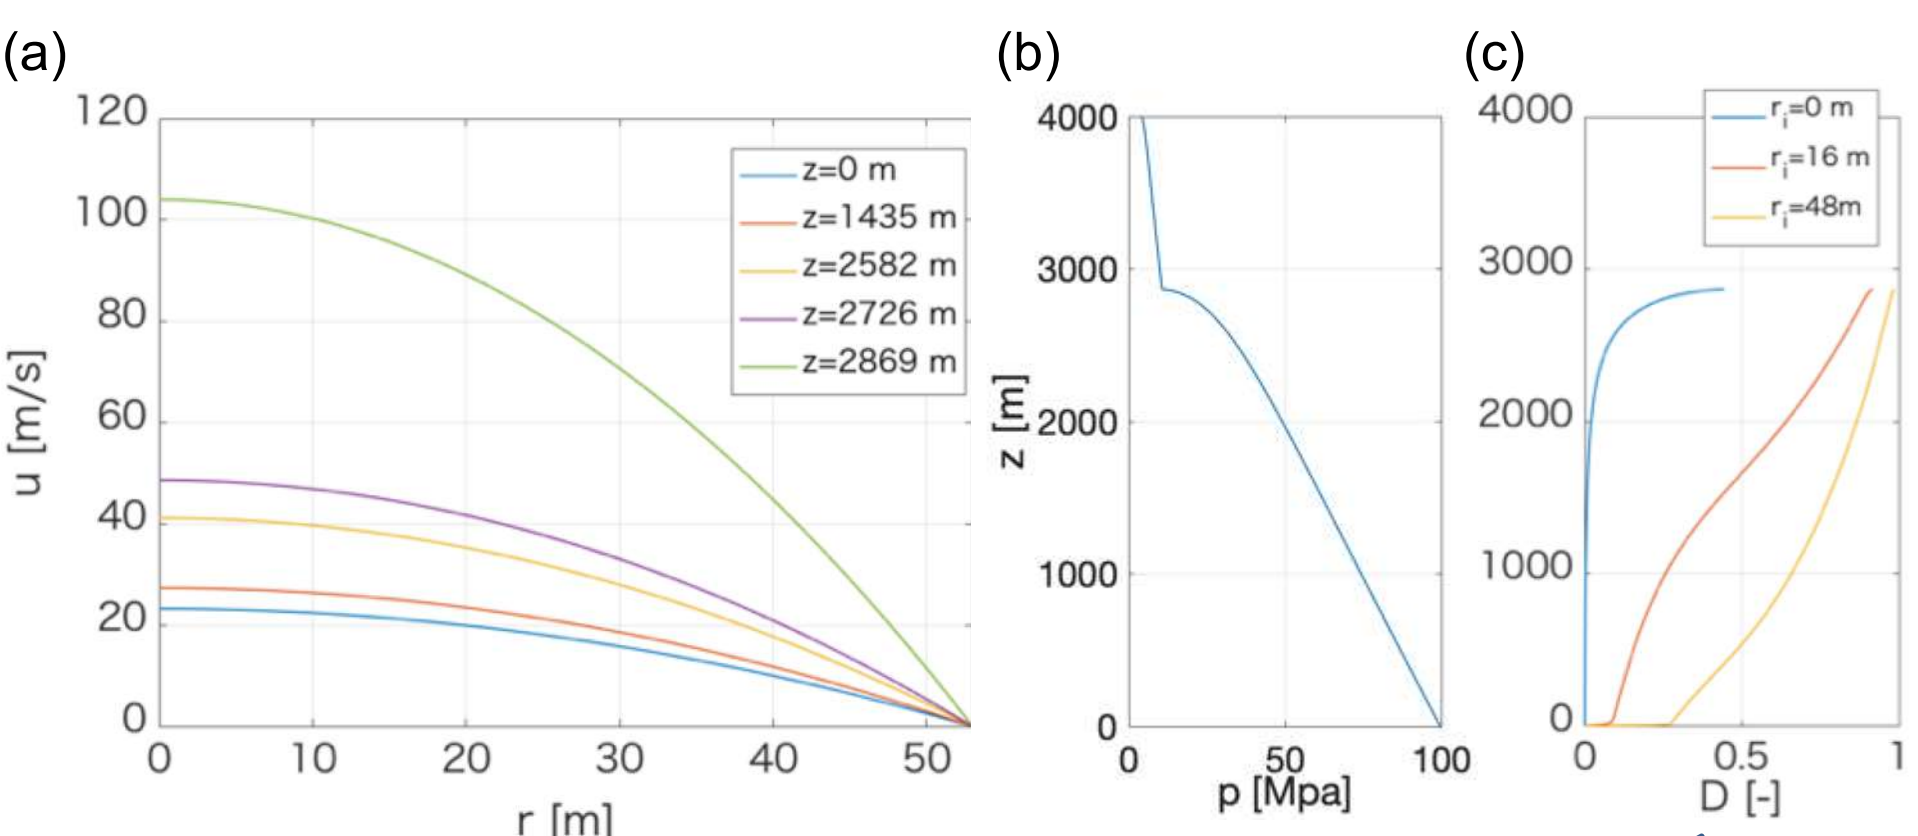 (a)
120
100
80
60
40
20
0
0 10 20 30 40 50
u [m/s]
r [m]
z=0 m
z=1435 m
z=2582 m
z=2726 m
z=2869 m
(b)
4000
3000
2000
1000
0
0 50 100
z [m]
p [Mpa]
(c)
4000
3000
2000
1000
0
0 0.5 1
D [-]
ri=0 m
ri=16 m
ri=48m